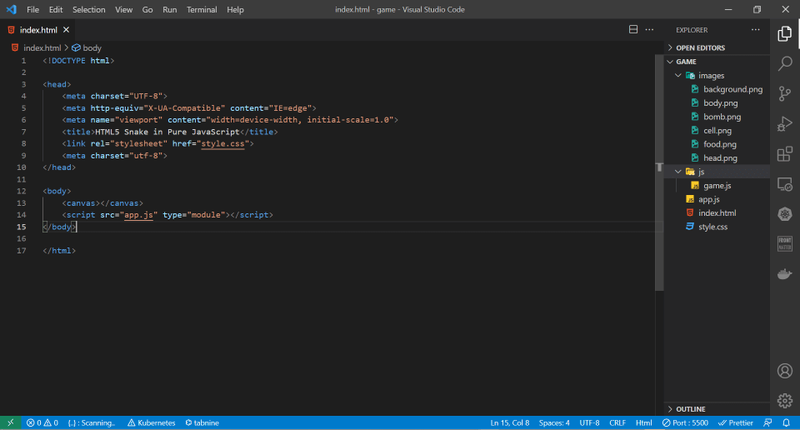 File Edit Selection View Go Run Terminal Help index.html - game - Visual Studio Code
index.html
EXPLORER
index.html > body
1 <!DOCTYPE html>
2
3 <head>
4 <meta charset="UTF-8">
5 <meta http-equiv="X-UA-Compatible" content="IE=edge">
6 <meta name="viewport" content="width=device-width, initial-scale=1.0">
7 <title>HTML5 Snake in Pure JavaScript</title>
8 <link rel="stylesheet" href="style.css">
9 <meta charset="utf-8">
10 </head>
11
12 <body>
13 <canvas></canvas>
14 <script src="app.js" type="module"></script>
15 </body>
16
17 </html>
OPEN EDITORS
GAME
images
background.png
body.png
bomb.png
cell.png
food.png
head.png
js
game.js
app.js
index.html
style.css
OUTLINE
0 0 {.} : Scanning.. Kubernetes tabnine Ln 15, Col 8 Spaces: 4 UTF-8 CRLF Html Port : 5500 Prettier